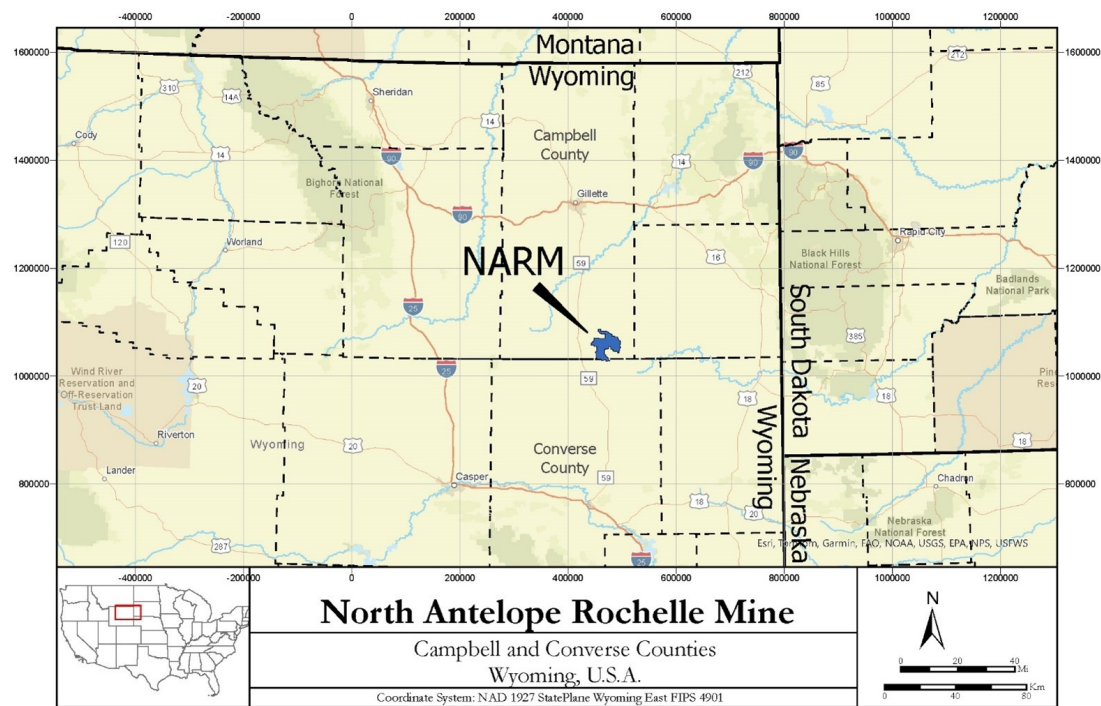 -400000 -200000 0 200000 400000 600000 800000 1000000 1200000
1600000 1600000
Montana
Wyoming
212
212
310
14A
Sheridan
85
Cody
14
Campbell
County
14
14
90
90
90
1400000 1400000
Bighorn National
Forest
Gillette
90
120
Worland
Rapid City
NARM
59
16
Black Hills
National Forest
1200000 1200000
Badlands
National Park
25
South Dakota
385
Wind River
Reservation and
Off-Reservation
Trust Land
25
1000000 1000000
20
59
18
18
Riverton
Wyoming
20
Converse
County
Wyoming
18
Lander
Casper
59
Nebraska
Chadron
800000 800000
18
20
287
Nebraska
National Forest
25
Esri, TomTom, Garmin, FAO, NOAA, USGS, EPA, NPS, USFWS
-400000 -200000 0 200000 400000 600000 800000 1000000 1200000
North Antelope Rochelle Mine
Campbell and Converse Counties
Wyoming, U.S.A.
Coordinate System: NAD 1927 StatePlane Wyoming East FIPS 4901
N
0 20 40
Mi
0 40 80
Km